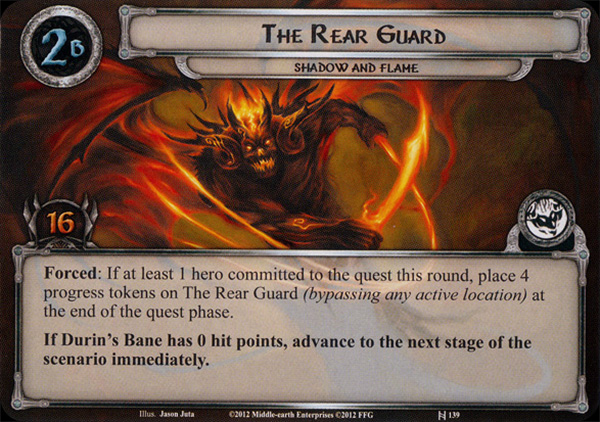 2B
THE REAR GUARD
SHADOW AND FLAME
16
Forced: If at least 1 hero committed to the quest this round, place 4
progress tokens on The Rear Guard (bypassing any active location) at
the end of the quest phase.
If Durin's Bane has 0 hit points, advance to the next stage of the
scenario immediately.
Illus. Jason Juta
©2012 Middle-earth Enterprises ©2012 FFG
139